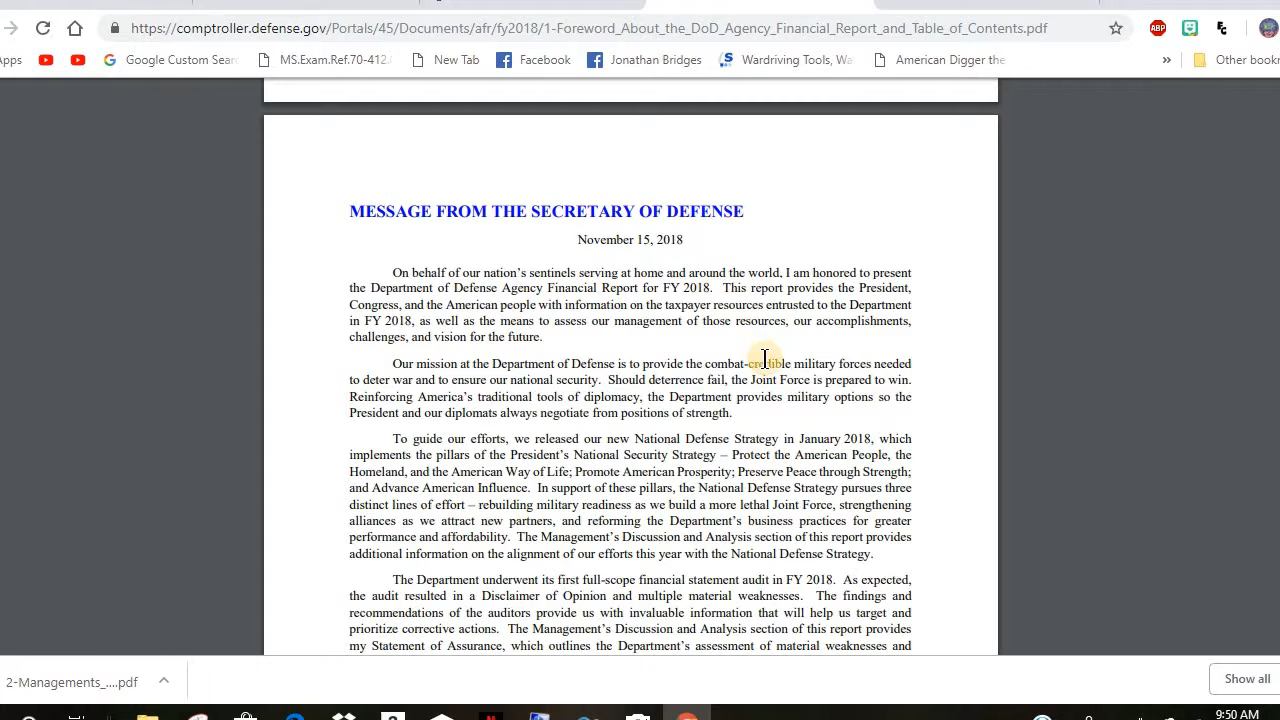 https://comptroller.defense.gov/Portals/45/Documents/afr/fy2018/1-Foreword_About_the_DoD_Agency_Financial_Report_and_Table_of_Contents.pdf
ABP
Apps
Google Custom Sear
MS.Exam.Ref.70-412.
New Tab
Facebook
Jonathan Bridges
Wardriving Tools, Wa
American Digger the
»
Other bookm
MESSAGE FROM THE SECRETARY OF DEFENSE
November 15, 2018
On behalf of our nation's sentinels serving at home and around the world, I am honored to present
the Department of Defense Agency Financial Report for FY 2018. This report provides the President,
Congress, and the American people with information on the taxpayer resources entrusted to the Department
in FY 2018, as well as the means to assess our management of those resources, our accomplishments,
challenges, and vision for the future.
Our mission at the Department of Defense is to provide the combat-credible military forces needed
to deter war and to ensure our national security. Should deterrence fail, the Joint Force is prepared to win.
Reinforcing America's traditional tools of diplomacy, the Department provides military options so the
President and our diplomats always negotiate from positions of strength.
To guide our efforts, we released our new National Defense Strategy in January 2018, which
implements the pillars of the President's National Security Strategy – Protect the American People, the
Homeland, and the American Way of Life; Promote American Prosperity; Preserve Peace through Strength;
and Advance American Influence. In support of these pillars, the National Defense Strategy pursues three
distinct lines of effort – rebuilding military readiness as we build a more lethal Joint Force, strengthening
alliances as we attract new partners, and reforming the Department's business practices for greater
performance and affordability. The Management's Discussion and Analysis section of this report provides
additional information on the alignment of our efforts this year with the National Defense Strategy.
The Department underwent its first full-scope financial statement audit in FY 2018. As expected,
the audit resulted in a Disclaimer of Opinion and multiple material weaknesses. The findings and
recommendations of the auditors provide us with invaluable information that will help us target and
prioritize corrective actions. The Management's Discussion and Analysis section of this report provides
my Statement of Assurance, which outlines the Department's assessment of material weaknesses and
2-Managements_....pdf
Show all
9:50 AM